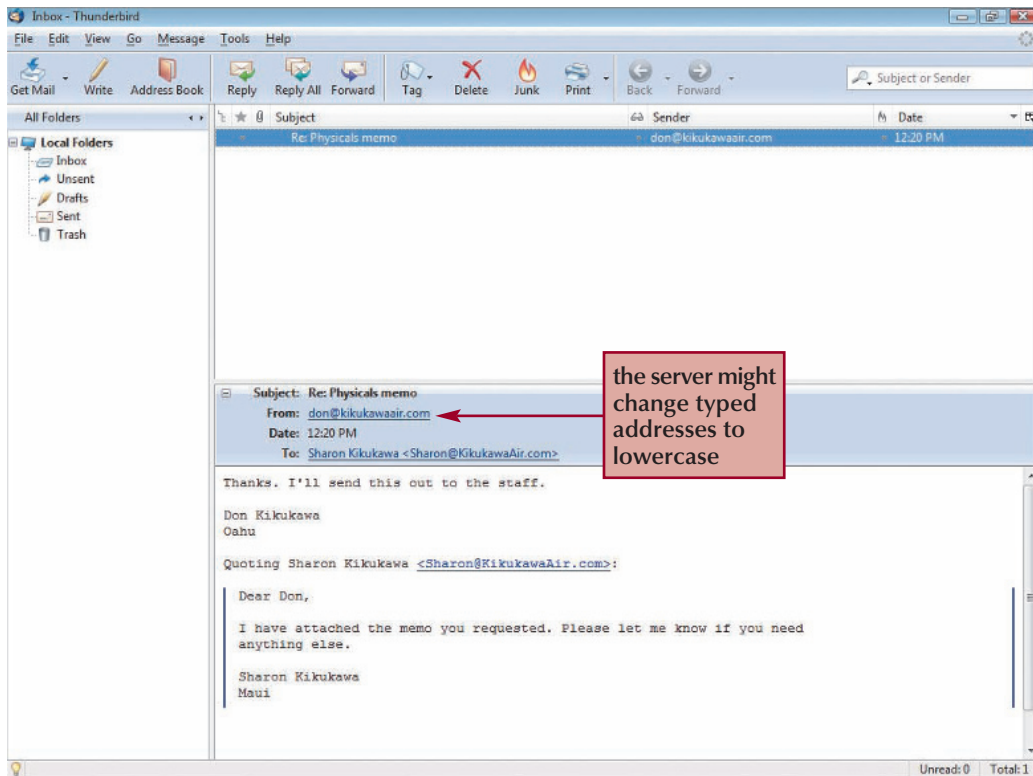 Inbox - Thunderbird
File Edit View Go Message Tools Help
Get Mail Write Address Book Reply Reply All Forward Tag Delete Junk Print Back Forward Subject or Sender
All Folders Subject Sender Date
Re: Physicals memo don@kikukawaair.com 12:20 PM
Local Folders
Inbox
Unsent
Drafts
Sent
Trash
the server might
change typed
addresses to
lowercase
Subject: Re: Physicals memo
From: don@kikukawaair.com
Date: 12:20 PM
To: Sharon Kikukawa <Sharon@KikukawaAir.com>
Thanks. I'll send this out to the staff.
Don Kikukawa
Oahu
Quoting Sharon Kikukawa <Sharon@KikukawaAir.com>:
Dear Don,
I have attached the memo you requested. Please let me know if you need
anything else.
Sharon Kikukawa
Maui
Unread: 0 Total: 1